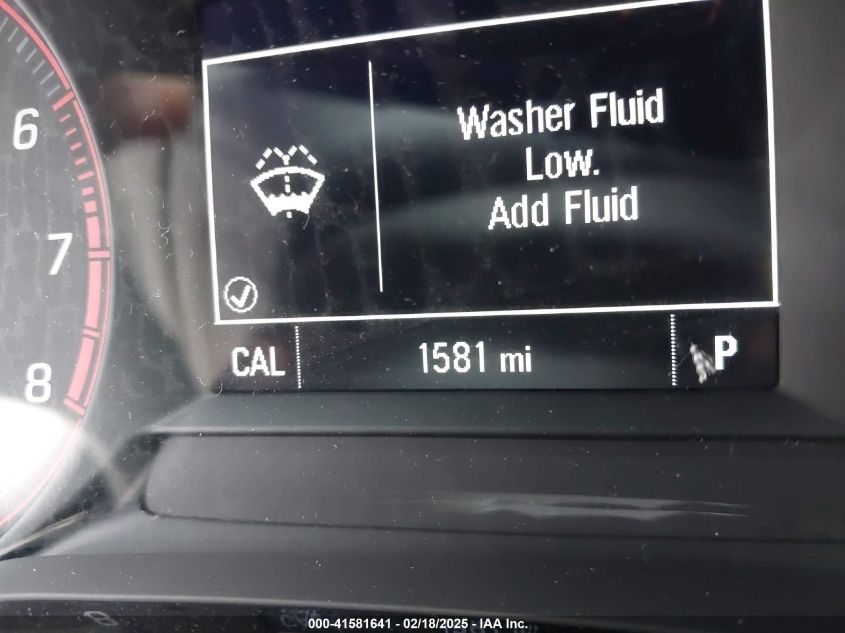 6
7
8
Washer Fluid
Low.
Add Fluid
CAL
1581 mi
P
000-41581641 - 02/18/2025 - IAA Inc.